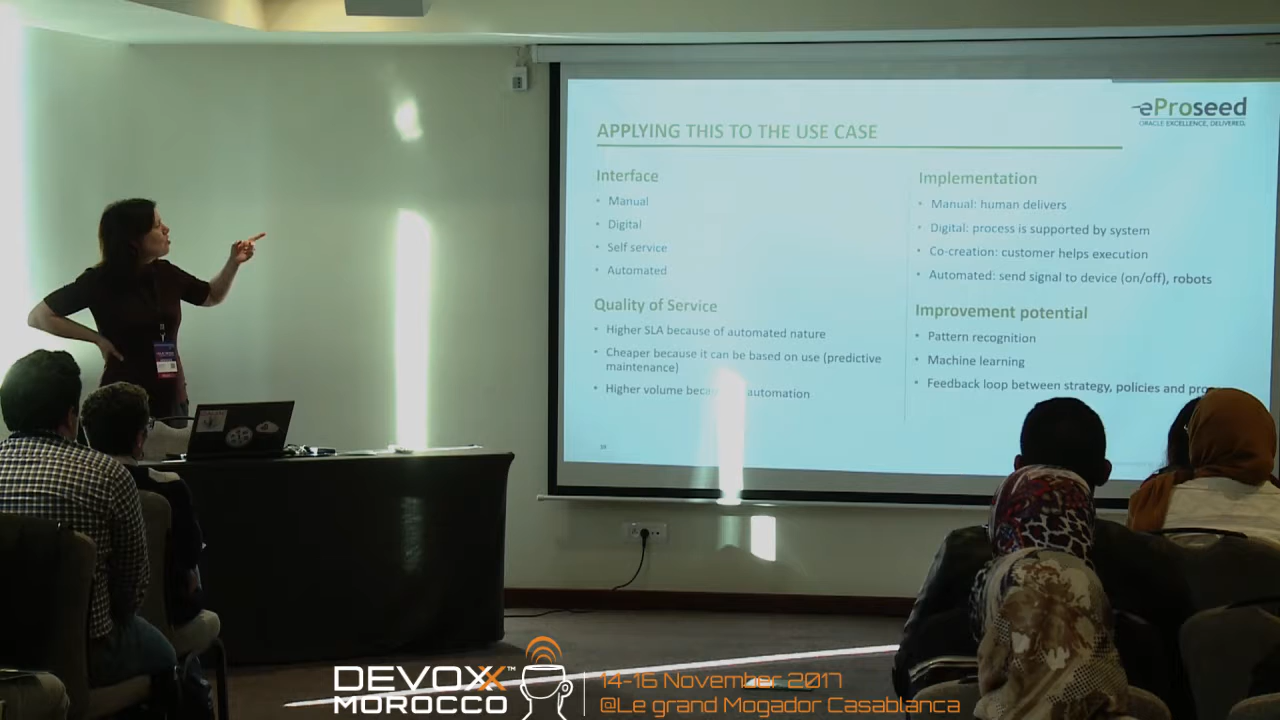 eProseed
ORACLE EXCELLENCE, DELIVERED.
APPLYING THIS TO THE USE CASE
Interface
• Manual
• Digital
• Self service
• Automated
Quality of Service
• Higher SLA because of automated nature
• Cheaper because it can be based on use (predictive
maintenance)
• Higher volume automation
Implementation
• Manual: human delivers
• Digital: process is supported by system
• Co-creation: customer helps execution
• Automated: send signal to device (on/off), robots
Improvement potential
• Pattern recognition
• Machine learning
• Feedback loop between strategy, policies and
DEVOXX™
MOROCCO
14-16 November 2017
@Le grand Mogador Casablanca